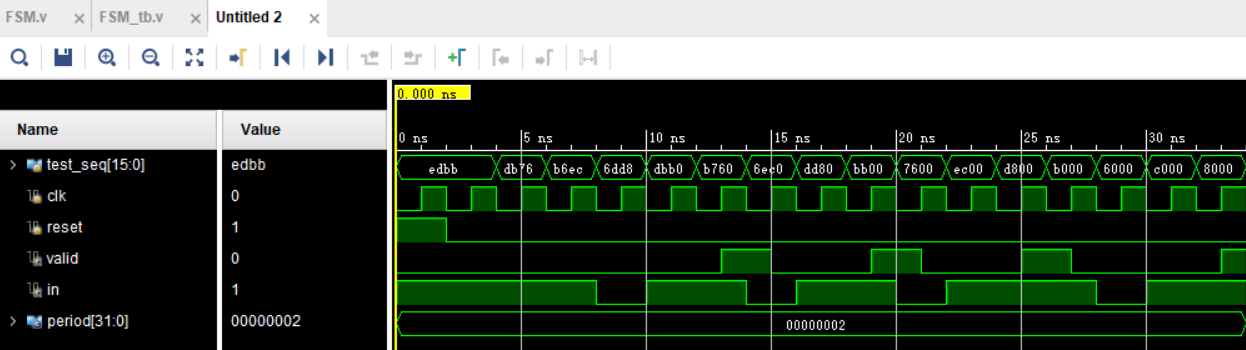 FSM.v × FSM_tb.v × Untitled 2 ×
0.000 ns
Name Value
0 ns 5 ns 10 ns 15 ns 20 ns 25 ns 30 ns
test_seq[15:0] edbb edbb db76 b6ec 6dd8 dbb0 b760 6ec0 dd80 bb00 7600 ec00 d800 b000 6000 c000 8000
clk 0
reset 1
valid 0
in 1
period[31:0] 00000002 00000002